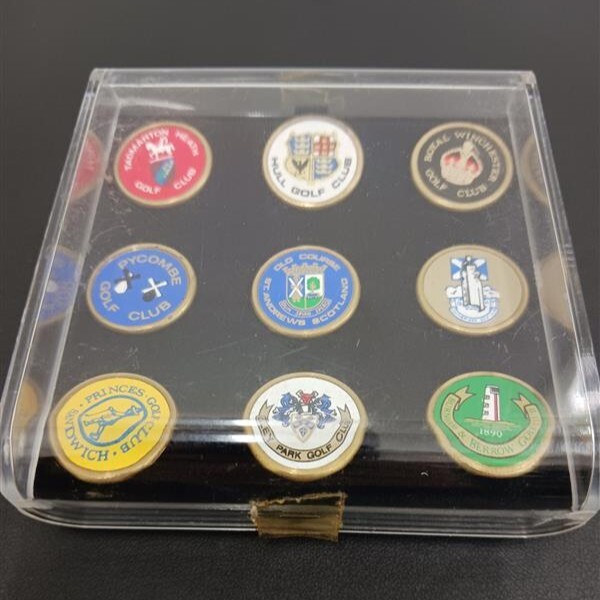 TADMARTON HEATH
GOLF CLUB
HULL GOLF CLUB
ROYAL WINCHESTER
GOLF CLUB
PYCOMBE
GOLF CLUB
OLD COURSE
ST. ANDREWS SCOTLAND
PRINCES GOLF CLUB
SANDWICH
PARK GOLF CLUB
1890
& BERROW